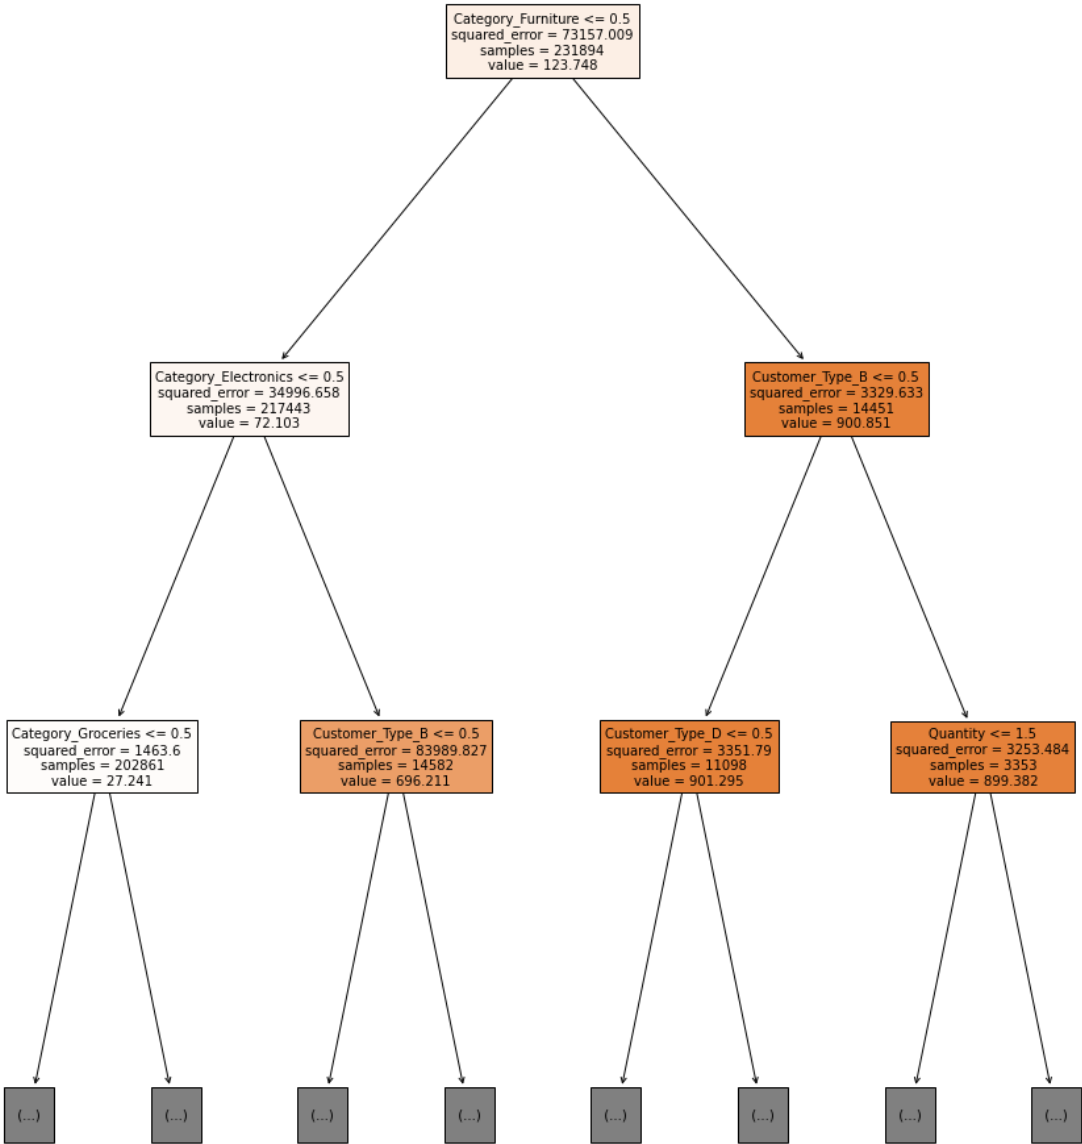 Category_Furniture <= 0.5
squared_error = 73157.009
samples = 231894
value = 123.748
Category_Electronics <= 0.5
squared_error = 34996.658
samples = 217443
value = 72.103
Customer_Type_B <= 0.5
squared_error = 3329.633
samples = 14451
value = 900.851
Category_Groceries <= 0.5
squared_error = 1463.6
samples = 202861
value = 27.241
Customer_Type_B <= 0.5
squared_error = 83989.827
samples = 14582
value = 696.211
Customer_Type_D <= 0.5
squared_error = 3351.79
samples = 11098
value = 901.295
Quantity <= 1.5
squared_error = 3253.484
samples = 3353
value = 899.382
(...)
(...)
(...)
(...)
(...)
(...)
(...)
(...)